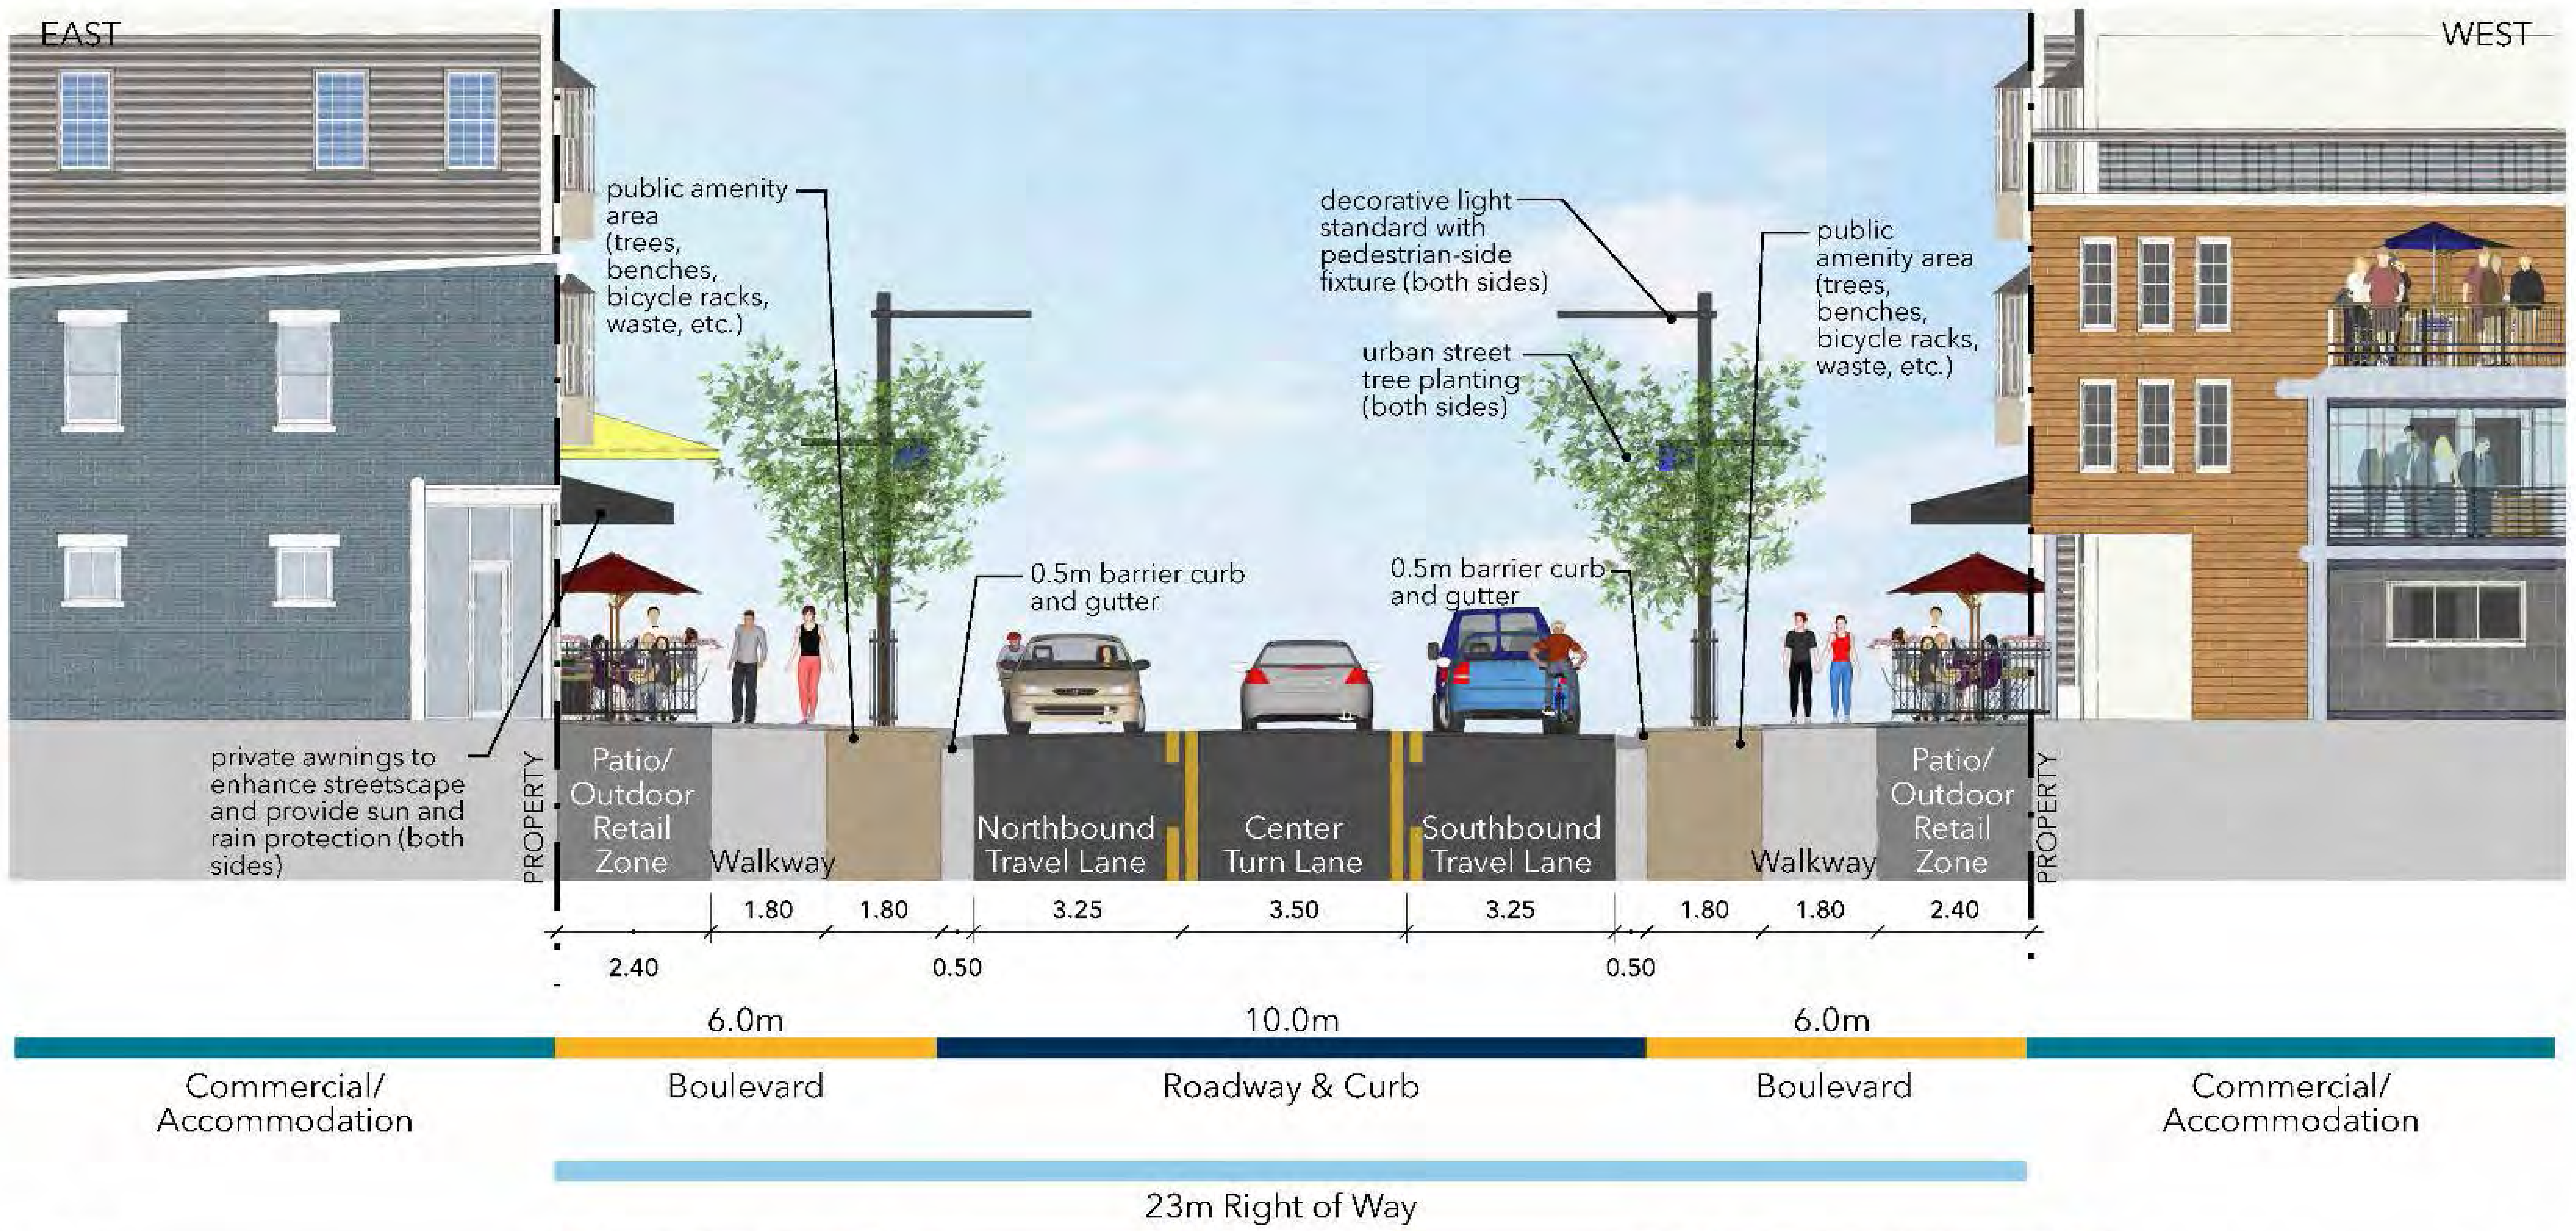 EAST
WEST
public amenity
area
(trees,
benches,
bicycle racks,
waste, etc.)
decorative light
standard with
pedestrian-side
fixture (both sides)
public
amenity area
(trees,
benches,
bicycle racks,
waste, etc.)
urban street
tree planting
(both sides)
0.5m barrier curb
and gutter
0.5m barrier curb
and gutter
private awnings to
enhance streetscape
and provide sun and
rain protection (both
sides)
PROPERTY
Patio/
Outdoor
Retail
Zone
Walkway
Northbound
Travel Lane
Center
Turn Lane
Southbound
Travel Lane
Walkway
Patio/
Outdoor
Retail
Zone
PROPERTY
1.80
1.80
3.25
3.50
3.25
1.80
1.80
2.40
2.40
0.50
0.50
6.0m
10.0m
6.0m
Commercial/
Accommodation
Boulevard
Roadway & Curb
Boulevard
Commercial/
Accommodation
23m Right of Way